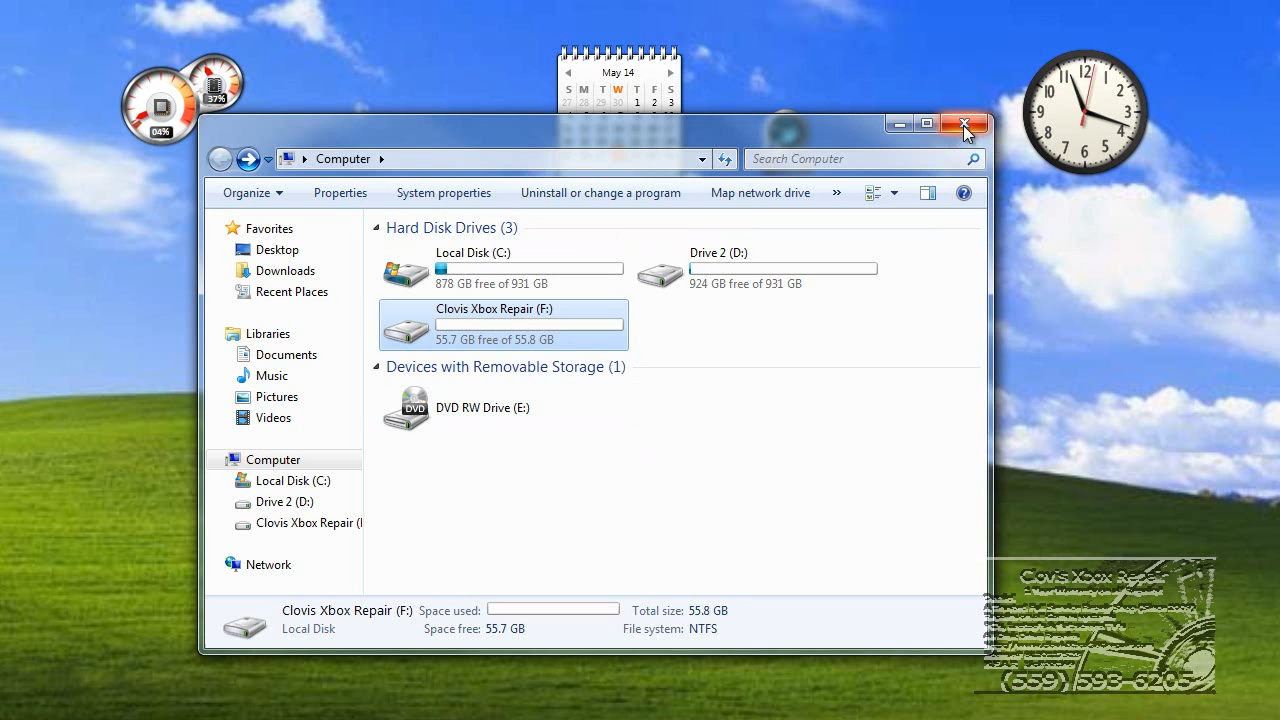 37%
04%
May 14
S M T W T F S
27 28 29 30 1 2 3
12 1 2 3 4 5 6 7 8 9 10 11
Computer
Search Computer
Organize Properties System properties Uninstall or change a program Map network drive »
Favorites
Desktop
Downloads
Recent Places
Libraries
Documents
Music
Pictures
Videos
Computer
Local Disk (C:)
Drive 2 (D:)
Clovis Xbox Repair (
Network
Hard Disk Drives (3)
Local Disk (C:)
878 GB free of 931 GB
Drive 2 (D:)
924 GB free of 931 GB
Clovis Xbox Repair (F:)
55.7 GB free of 55.8 GB
Devices with Removable Storage (1)
DVD
DVD RW Drive (E:)
Clovis Xbox Repair (F:) Space used: Total size: 55.8 GB
Local Disk Space free: 55.7 GB File system: NTFS
Clovis Xbox Repair
(559) 593-6205